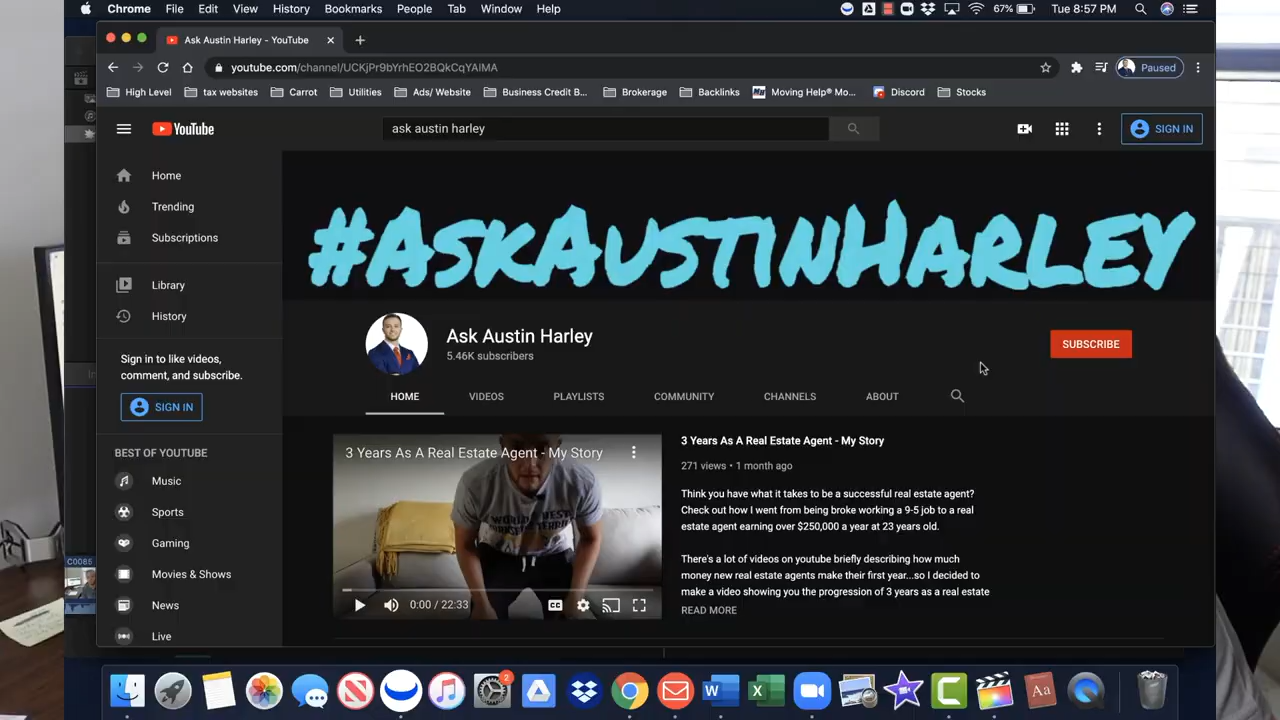 Chrome File Edit View History Bookmarks People Tab Window Help 67% Tue 8:57 PM
Ask Austin Harley - YouTube
youtube.com/channel/UCKjPr9bYrhEO2BQkCqYAlMA Paused
High Level tax websites Carrot Utilities Ads/ Website Business Credit B... Brokerage Backlinks Moving Help® Mo... Discord Stocks
YouTube ask austin harley SIGN IN
Home
Trending
Subscriptions
Library
History
Sign in to like videos,
comment, and subscribe.
SIGN IN
BEST OF YOUTUBE
Music
Sports
Gaming
Movies & Shows
News
Live
#AskAustinHarley
Ask Austin Harley
5.46K subscribers
SUBSCRIBE
HOME VIDEOS PLAYLISTS COMMUNITY CHANNELS ABOUT
3 Years As A Real Estate Agent - My Story
0:00 / 22:33
3 Years As A Real Estate Agent - My Story
271 views • 1 month ago
Think you have what it takes to be a successful real estate agent?
Check out how I went from being broke working a 9-5 job to a real
estate agent earning over $250,000 a year at 23 years old.
There's a lot of videos on youtube briefly describing how much
money new real estate agents make their first year...so I decided to
make a video showing you the progression of 3 years as a real estate
READ MORE
C0065
2